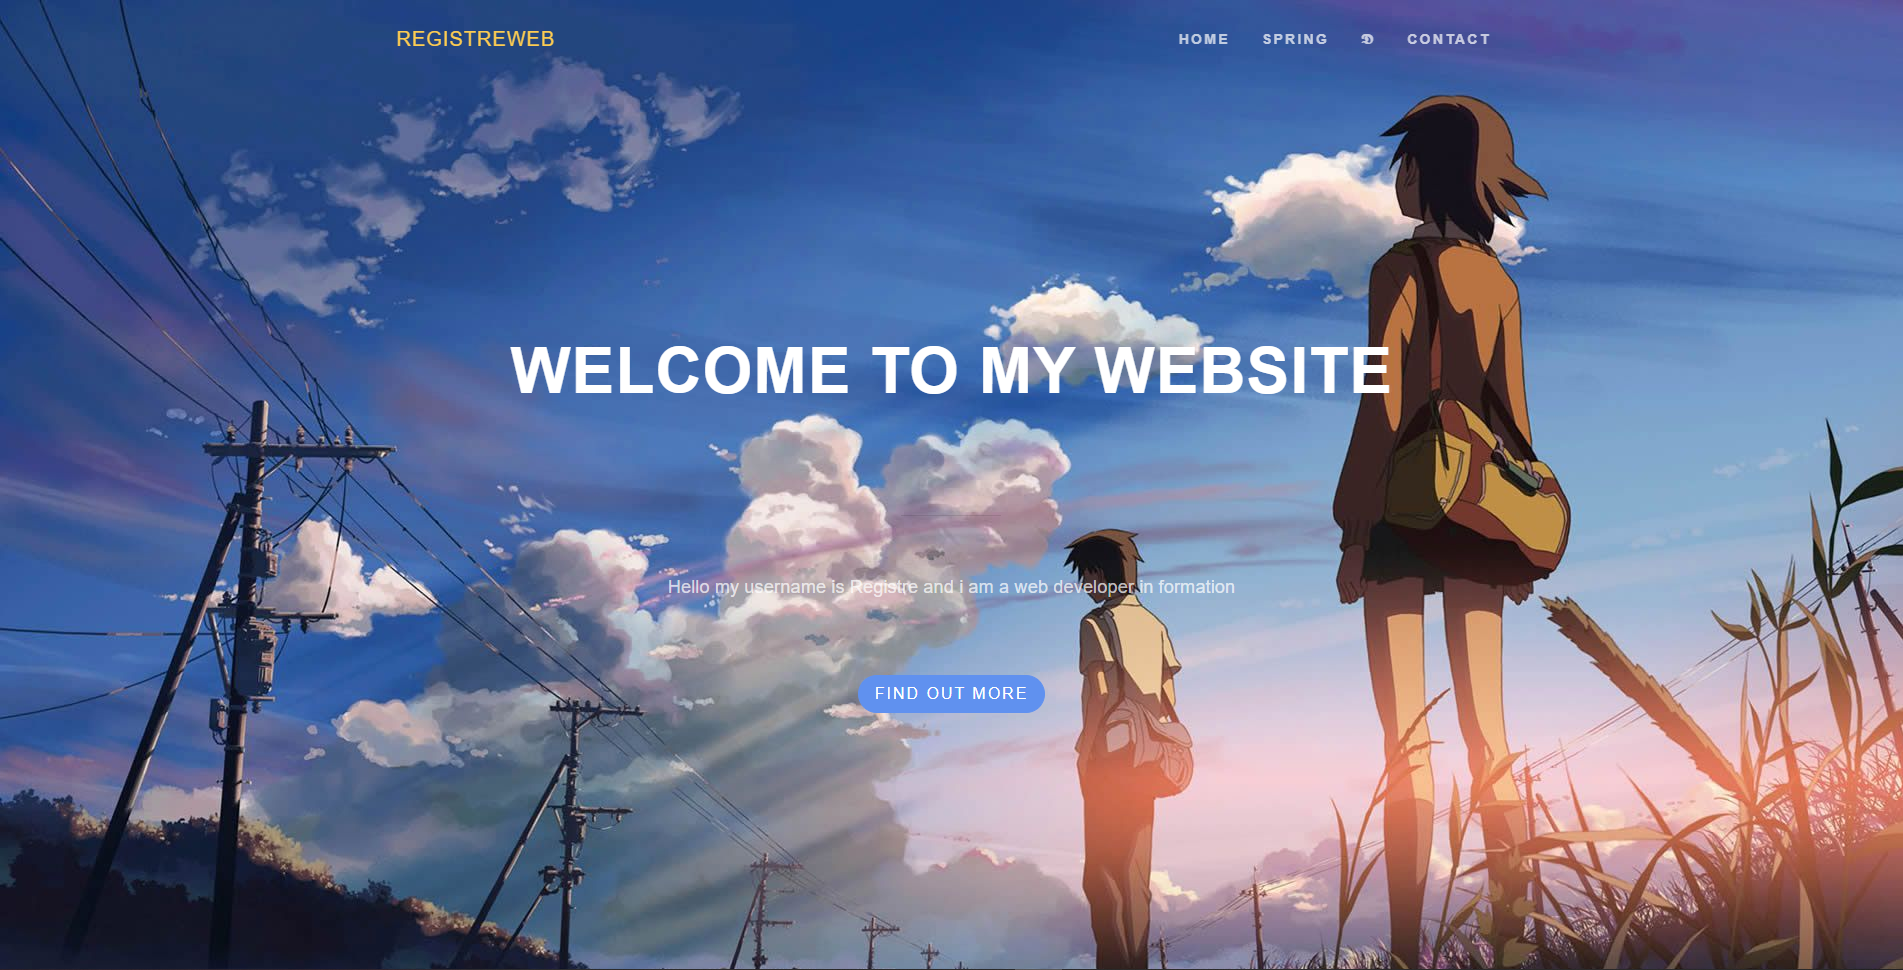 REGISTREWEB
HOME SPRING CONTACT
WELCOME TO MY WEBSITE
Hello my username is Registre and i am a web developer in formation
FIND OUT MORE